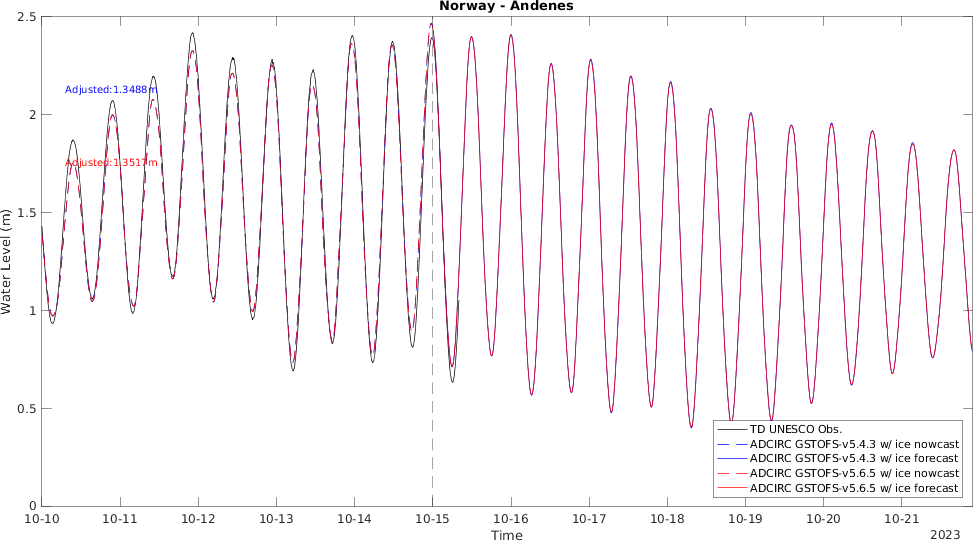 Norway - Andenes
2.5
2
1.5
1
0.5
0
Water Level (m)
Adjusted:1.3488m
Adjusted:1.3517m
TD UNESCO Obs.
ADCIRC GSTOFS-v5.4.3 w/ ice nowcast
ADCIRC GSTOFS-v5.4.3 w/ ice forecast
ADCIRC GSTOFS-v5.6.5 w/ ice nowcast
ADCIRC GSTOFS-v5.6.5 w/ ice forecast
10-10 10-11 10-12 10-13 10-14 10-15 10-16 10-17 10-18 10-19 10-20 10-21
Time
2023